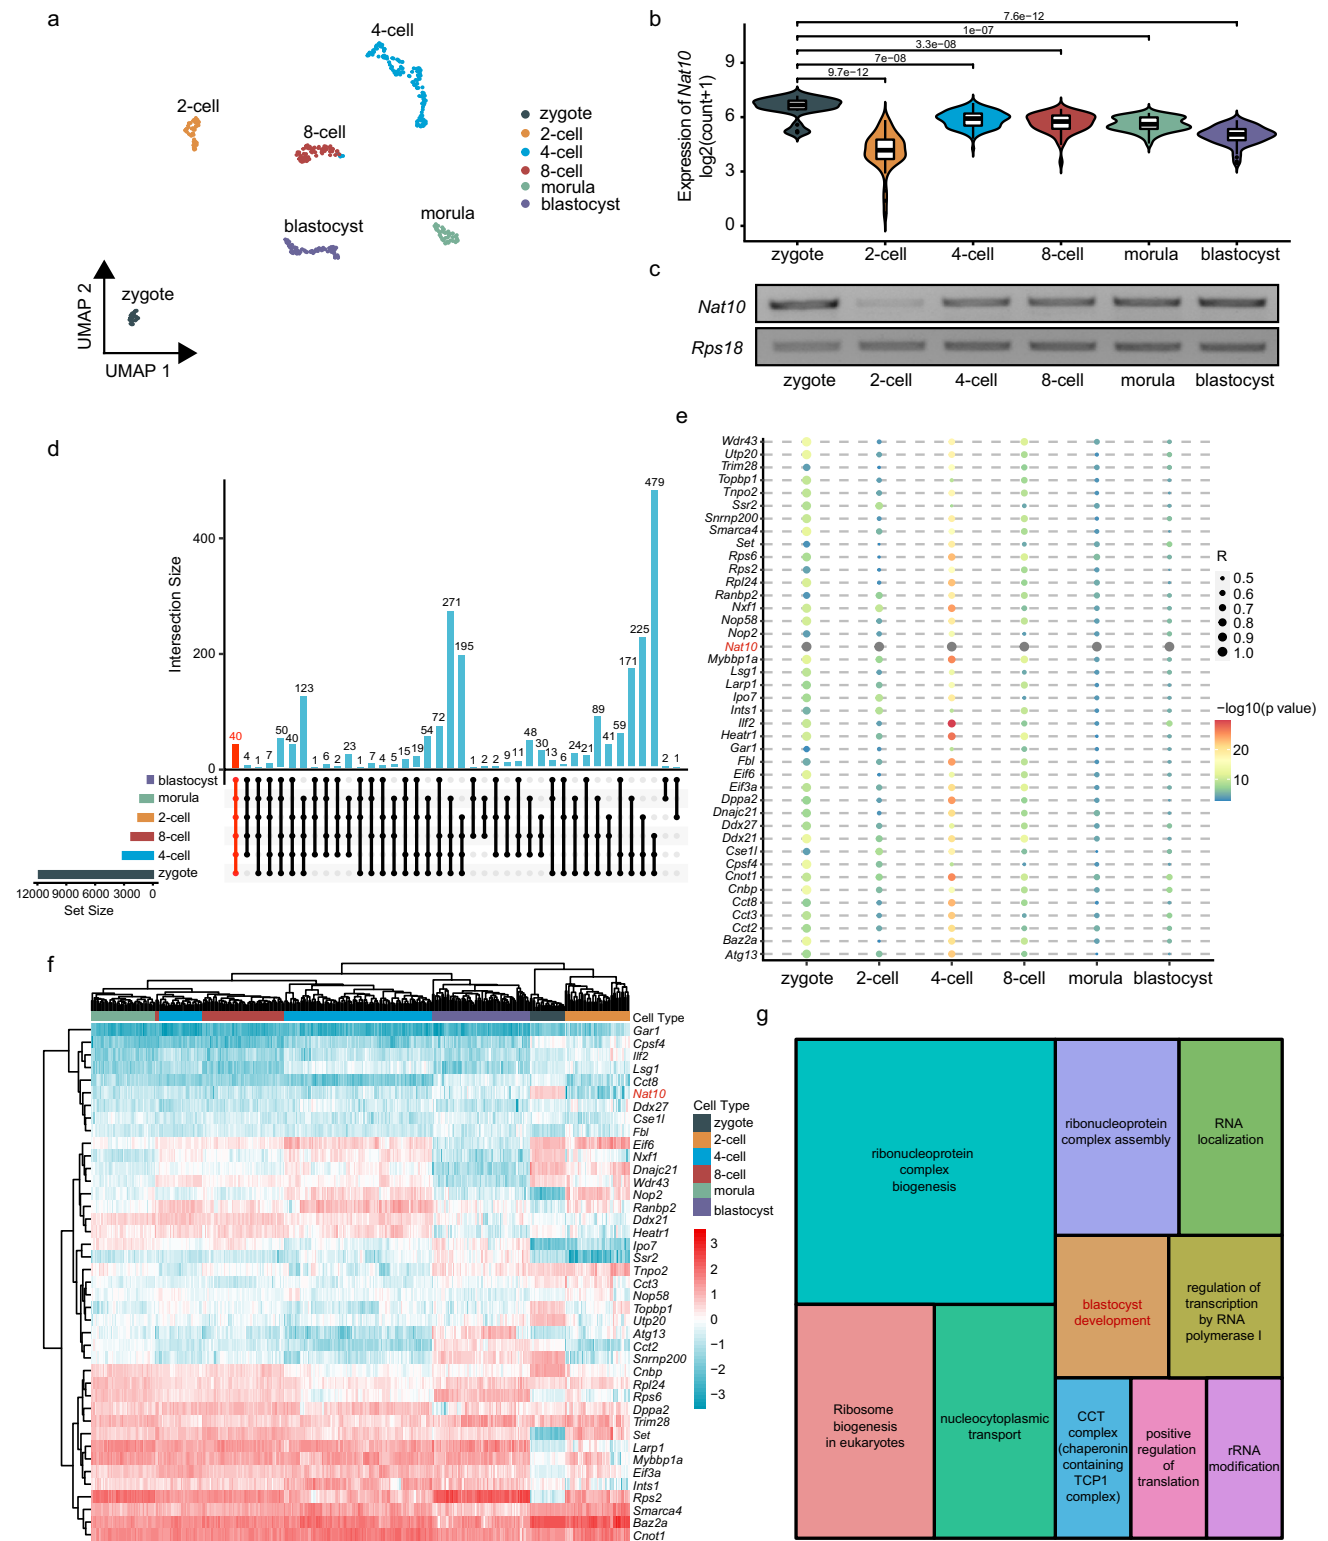 a
4-cell
2-cell
8-cell
blastocyst
morula
zygote
UMAP 2
UMAP 1
zygote
2-cell
4-cell
8-cell
morula
blastocyst
b
7.6e−12
1e−07
3.3e−08
7e−08
9.7e−12
Expression of Nat10
log2(count+1)
9
6
3
0
zygote 2-cell 4-cell 8-cell morula blastocyst
c
Nat10
Rps18
zygote 2-cell 4-cell 8-cell morula blastocyst
d
Intersection Size
400
200
0
40 4 1 7 50 40 123 1 6 2 23 1 7 4 5 15 19 54 72 271 195 1 2 2 9 11 48 30 13 6 24 21 89 41 59 171 225 479 2 1
blastocyst
morula
2-cell
8-cell
4-cell
zygote
12000 9000 6000 3000 0
Set Size
e
Wdr43
Utp20
Trim28
Topbp1
Tnpo2
Ssr2
Snrnp200
Smarca4
Set
Rps6
Rps2
Rpl24
Ranbp2
Nxf1
Nop58
Nop2
Nat10
Mybbp1a
Lsg1
Larp1
Ipo7
Ints1
Ilf2
Heatr1
Gar1
Fbl
Eif6
Eif3a
Dppa2
Dnajc21
Ddx27
Ddx21
Cse1l
Cpsf4
Cnot1
Cnbp
Cct8
Cct3
Cct2
Baz2a
Atg13
zygote 2-cell 4-cell 8-cell morula blastocyst
R
0.5
0.6
0.7
0.8
0.9
1.0
−log10(p value)
20
10
f
Cell Type
Gar1
Cpsf4
Ilf2
Lsg1
Cct8
Nat10
Ddx27
Cse1l
Fbl
Eif6
Nxf1
Dnajc21
Wdr43
Nop2
Ranbp2
Ddx21
Heatr1
Ipo7
Ssr2
Tnpo2
Cct3
Nop58
Topbp1
Utp20
Atg13
Cct2
Snrnp200
Cnbp
Rpl24
Rps6
Dppa2
Trim28
Set
Larp1
Mybbp1a
Eif3a
Ints1
Rps2
Smarca4
Baz2a
Cnot1
Cell Type
zygote
2-cell
4-cell
8-cell
morula
blastocyst
3
2
1
0
−1
−2
−3
g
ribonucleoprotein
complex
biogenesis
ribonucleoprotein
complex assembly
RNA
localization
blastocyst
development
regulation of
transcription
by RNA
polymerase I
Ribosome
biogenesis
in eukaryotes
nucleocytoplasmic
transport
CCT
complex
(chaperonin
containing
TCP1
complex)
positive
regulation
of
translation
rRNA
modification